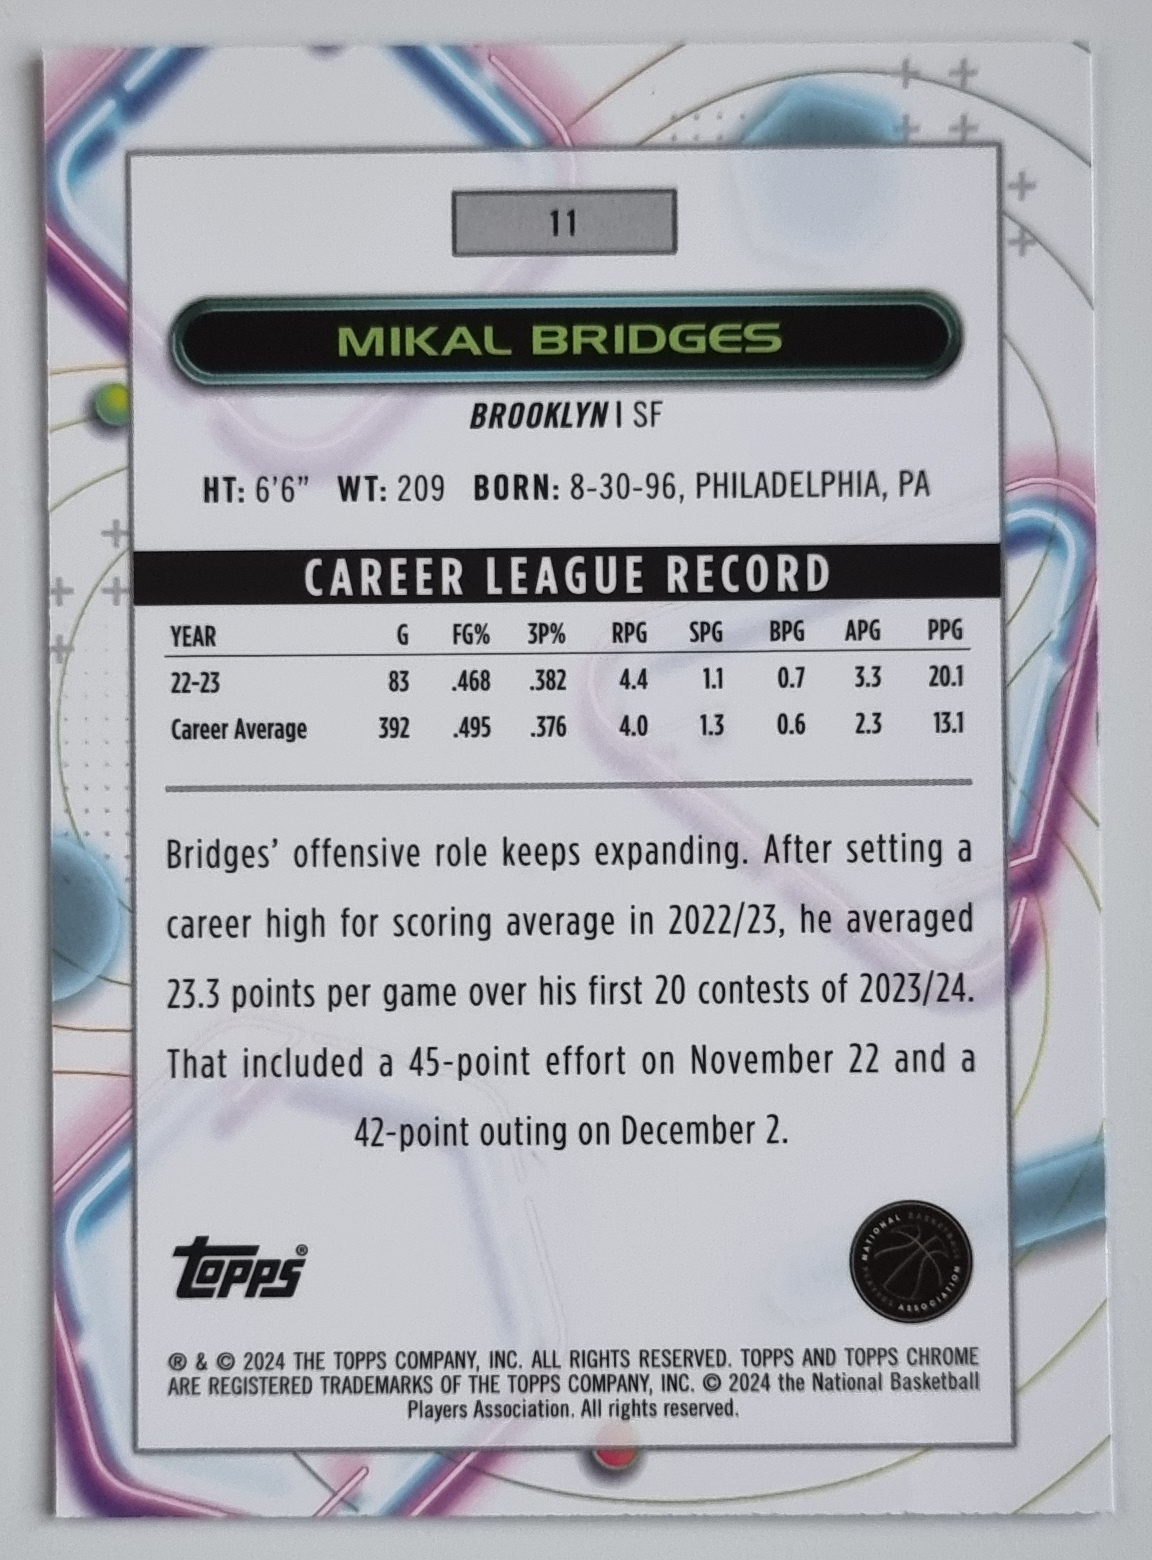 11
MIKAL BRIDGES
BROOKLYN | SF
HT: 6'6” WT: 209 BORN: 8-30-96, PHILADELPHIA, PA
CAREER LEAGUE RECORD
YEAR G FG% 3P% RPG SPG BPG APG PPG
22-23 83 .468 .382 4.4 1.1 0.7 3.3 20.1
Career Average 392 .495 .376 4.0 1.3 0.6 2.3 13.1
Bridges’ offensive role keeps expanding. After setting a
career high for scoring average in 2022/23, he averaged
23.3 points per game over his first 20 contests of 2023/24.
That included a 45-point effort on November 22 and a
42-point outing on December 2.
Topps®
NATIONAL BASKETBALL PLAYERS ASSOCIATION
® & © 2024 THE TOPPS COMPANY, INC. ALL RIGHTS RESERVED. TOPPS AND TOPPS CHROME
ARE REGISTERED TRADEMARKS OF THE TOPPS COMPANY, INC. © 2024 the National Basketball
Players Association. All rights reserved.